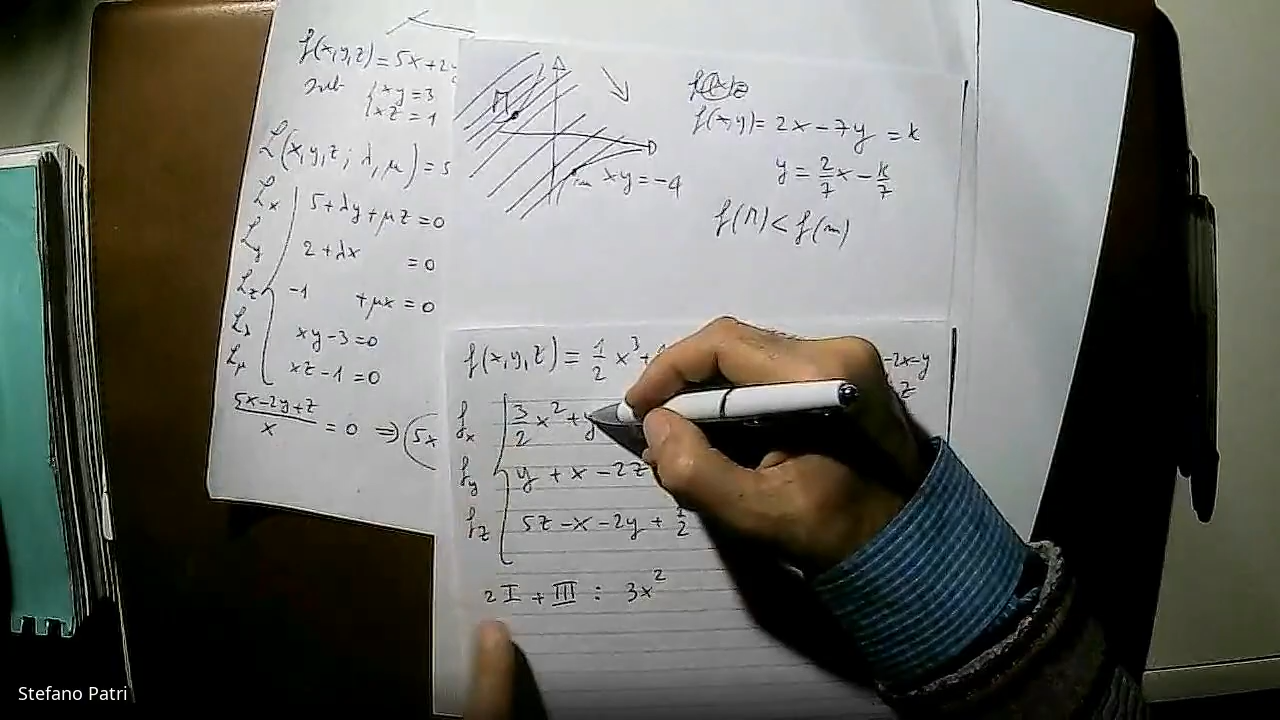 f(x,y,z) = 5x+2y
sub { xy = 3
xz = 1
L(x,y,z; λ,μ) = 5
Lx 5+λy+μz = 0
Ly 2+λx = 0
Lz -1 +μx = 0
Lλ xy-3 = 0
Lμ xz-1 = 0
5x-2y+z / x = 0 ⇒ (5x
M
m xy = -4
f(x,y) = 2x-7y = k
y = 2/7 x - k/7
f(M) < f(m)
f(x,y,z) = 1/2 x³+ -2x-y
z
fx 3/2 x² + y
fy y + x - 2z
fz 5z - x - 2y + 1/2
2 I + III : 3x²
Stefano Patri